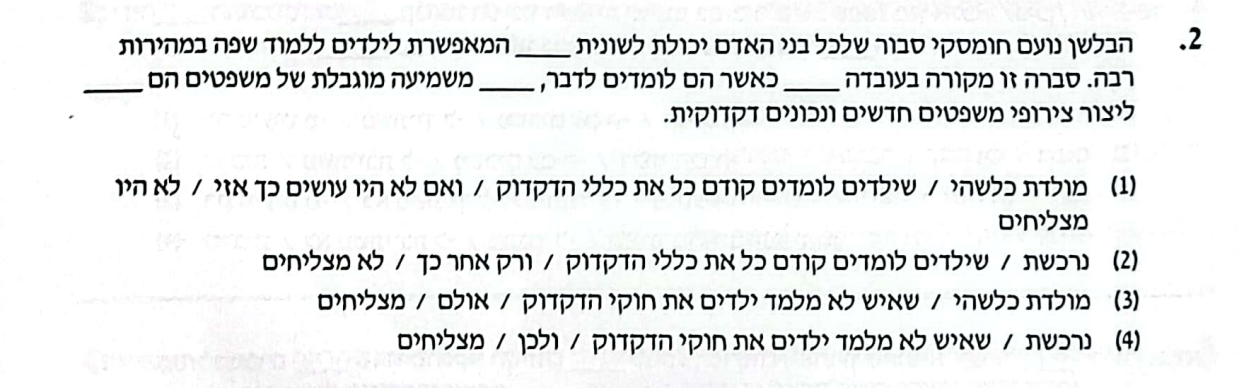 2. הבלשן נועם חומסקי סבור שלכל בני האדם יכולת לשונית ____ המאפשרת לילדים ללמוד שפה במהירות
רבה. סברה זו מקורה בעובדה ____ כאשר הם לומדים לדבר, ____ משמיעה מוגבלת של משפטים הם ____
ליצור צירופי משפטים חדשים ונכונים דקדוקית.
(1) מולדת כלשהי / שילדים לומדים קודם כל את כללי הדקדוק / ואם לא היו עושים כך אזי / לא היו
מצליחים
(2) נרכשת / שילדים לומדים קודם כל את כללי הדקדוק / ורק אחר כך / לא מצליחים
(3) מולדת כלשהי / שאיש לא מלמד ילדים את חוקי הדקדוק / אולם / מצליחים
(4) נרכשת / שאיש לא מלמד ילדים את חוקי הדקדוק / ולכן / מצליחים